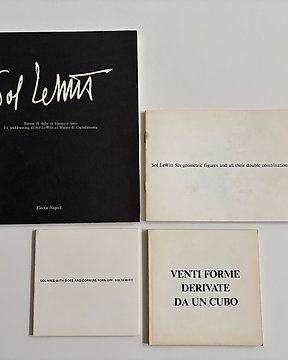 Sol LeWitt
Forme di righe in bianco e nero
Un walldrawing di Sol LeWitt al Museo di Capodimonte
Electa Napoli
Sol LeWitt Six geometric figures and all their double combinations
SQUARES WITH SIDES AND CORNERS TORN OFF / SOL LEWITT
VENTI FORME
DERIVATE
DA UN CUBO